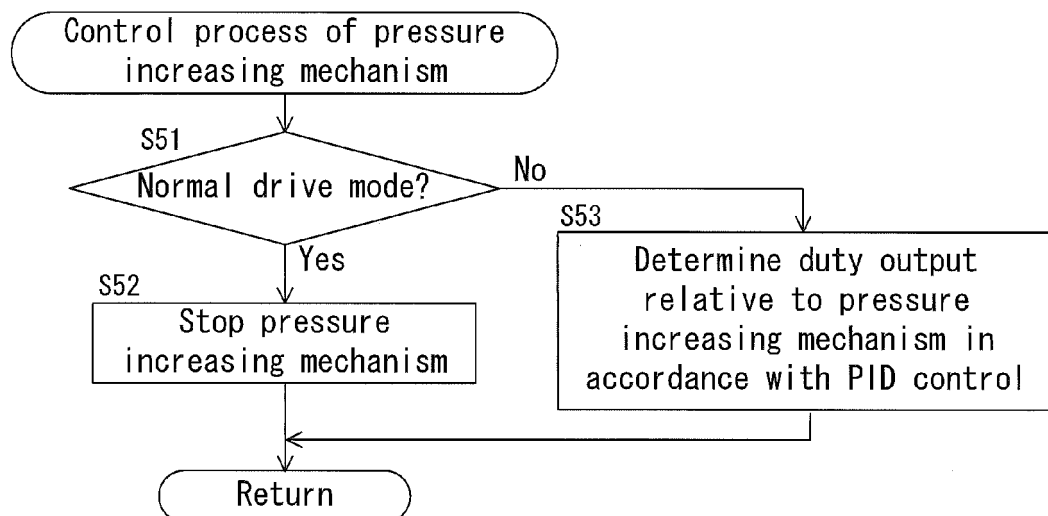 Control process of pressure
increasing mechanism
S51
Normal drive mode?
No
Yes
S52
Stop pressure
increasing mechanism
S53
Determine duty output
relative to pressure
increasing mechanism in
accordance with PID control
Return